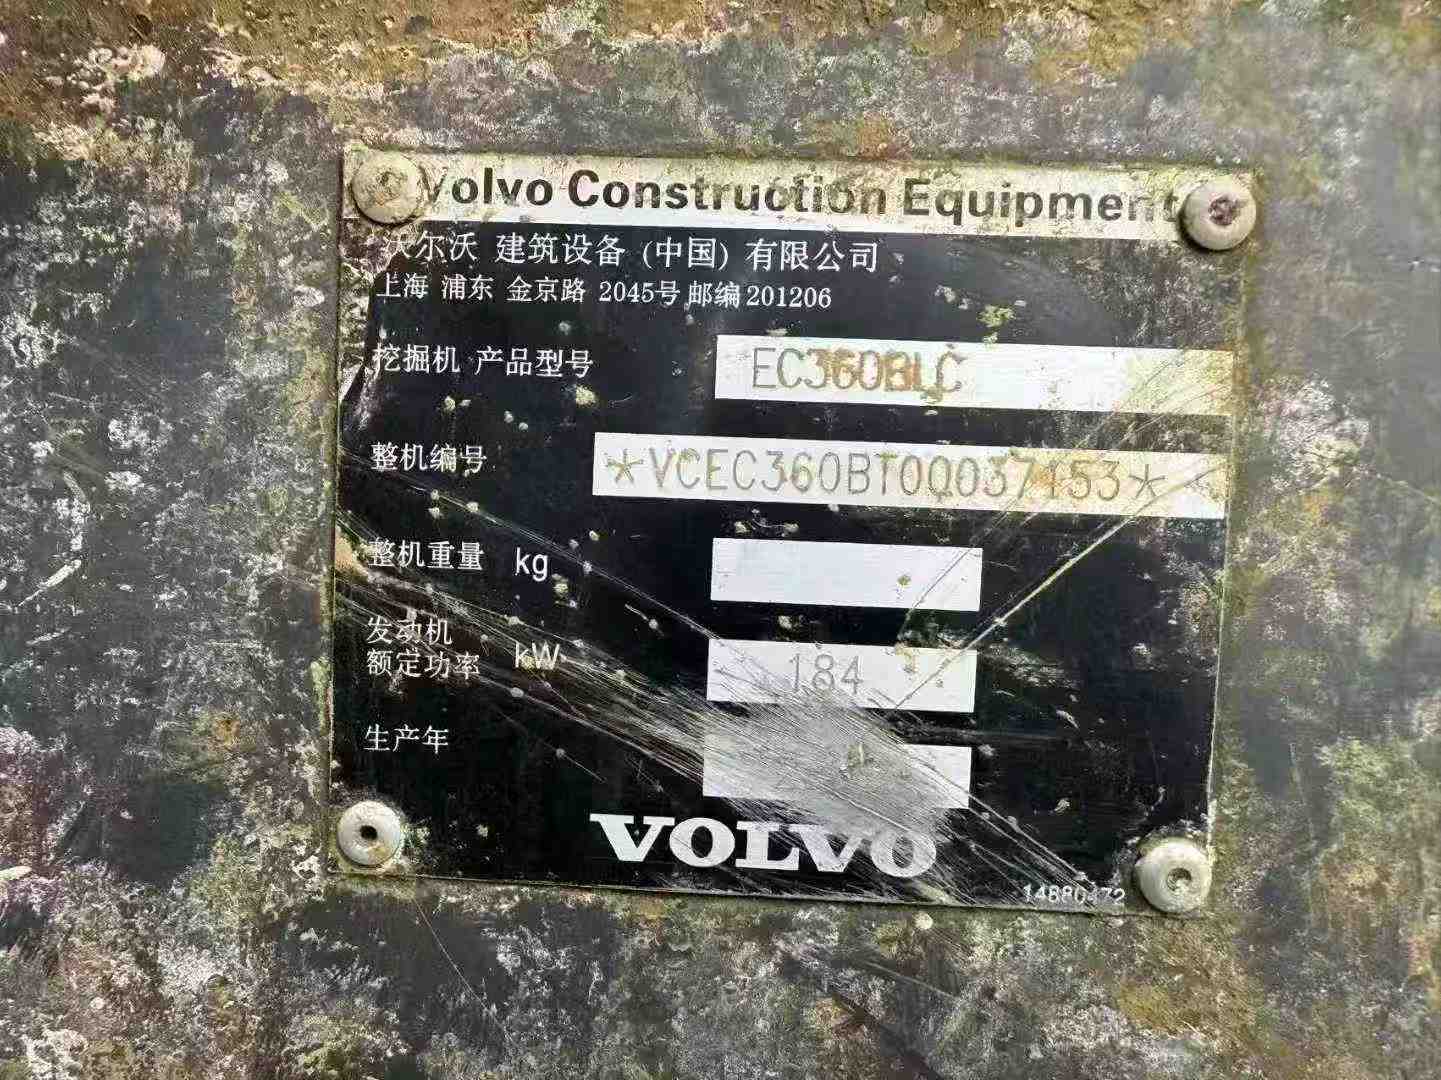 Volvo Construction Equipment
沃尔沃 建筑设备 (中国) 有限公司
上海 浦东 金京路 2045号 邮编 201206
挖掘机 产品型号 EC360BLC
整机编号 *VCEC360BT00037153*
整机重量 kg
发动机
额定功率 kW 184
生产年
VOLVO
14880472